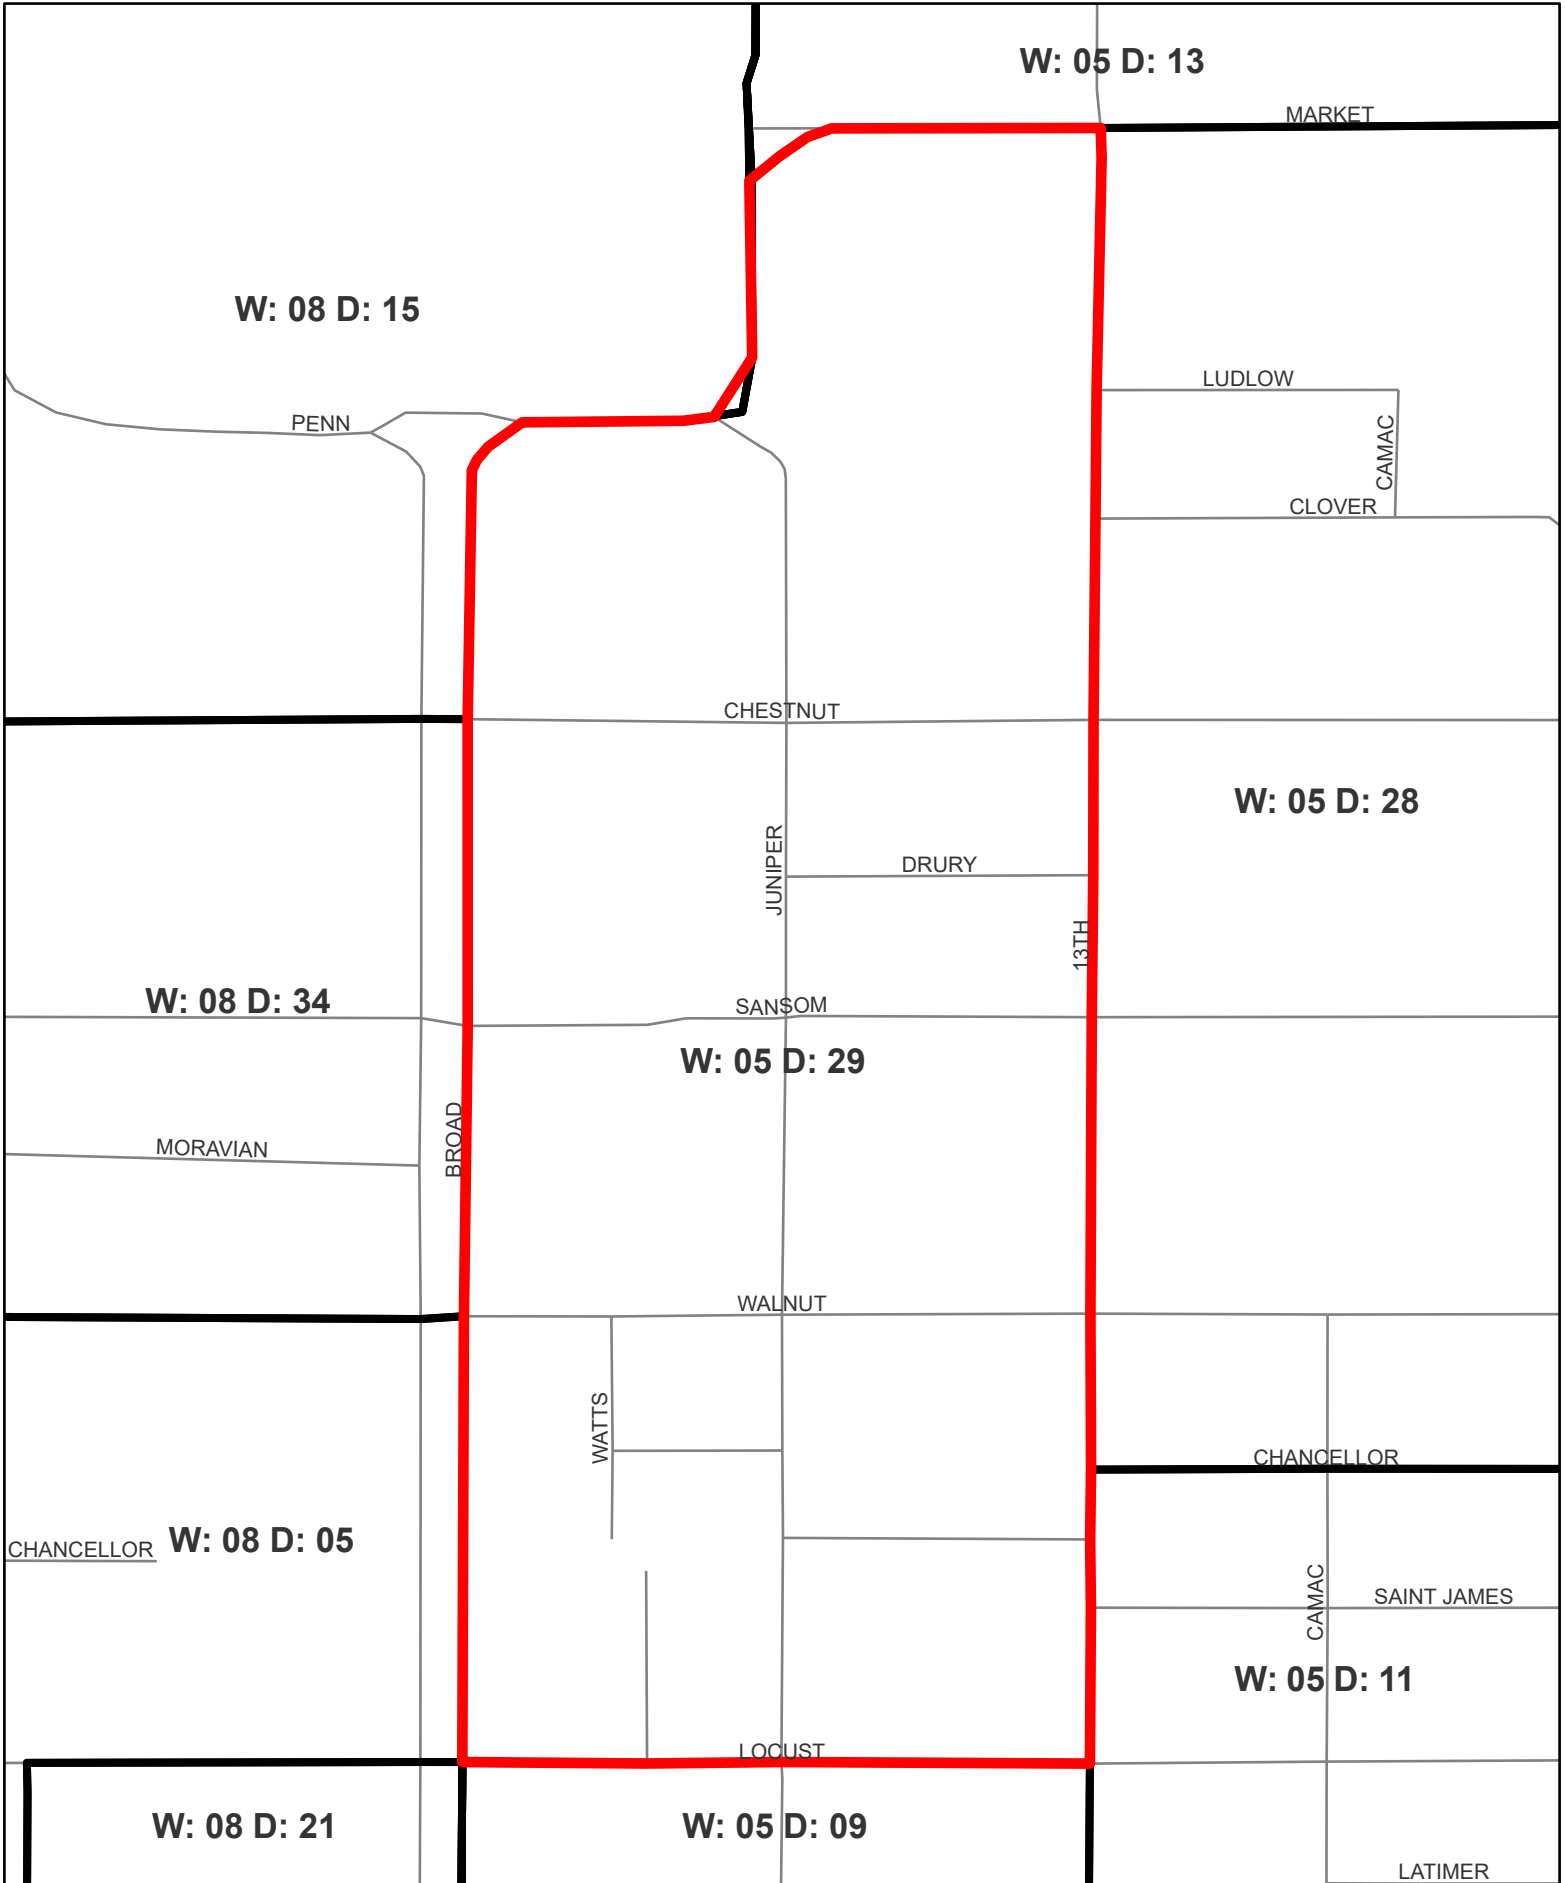 W: 05 D: 13
MARKET
W: 08 D: 15
LUDLOW
PENN
CAMAC
CLOVER
CHESTNUT
W: 05 D: 28
JUNIPER
DRURY
13TH
W: 08 D: 34
SANSOM
W: 05 D: 29
BROAD
MORAVIAN
WALNUT
WATTS
CHANCELLOR
CHANCELLOR
W: 08 D: 05
CAMAC
SAINT JAMES
W: 05 D: 11
LOCUST
W: 08 D: 21
W: 05 D: 09
LATIMER